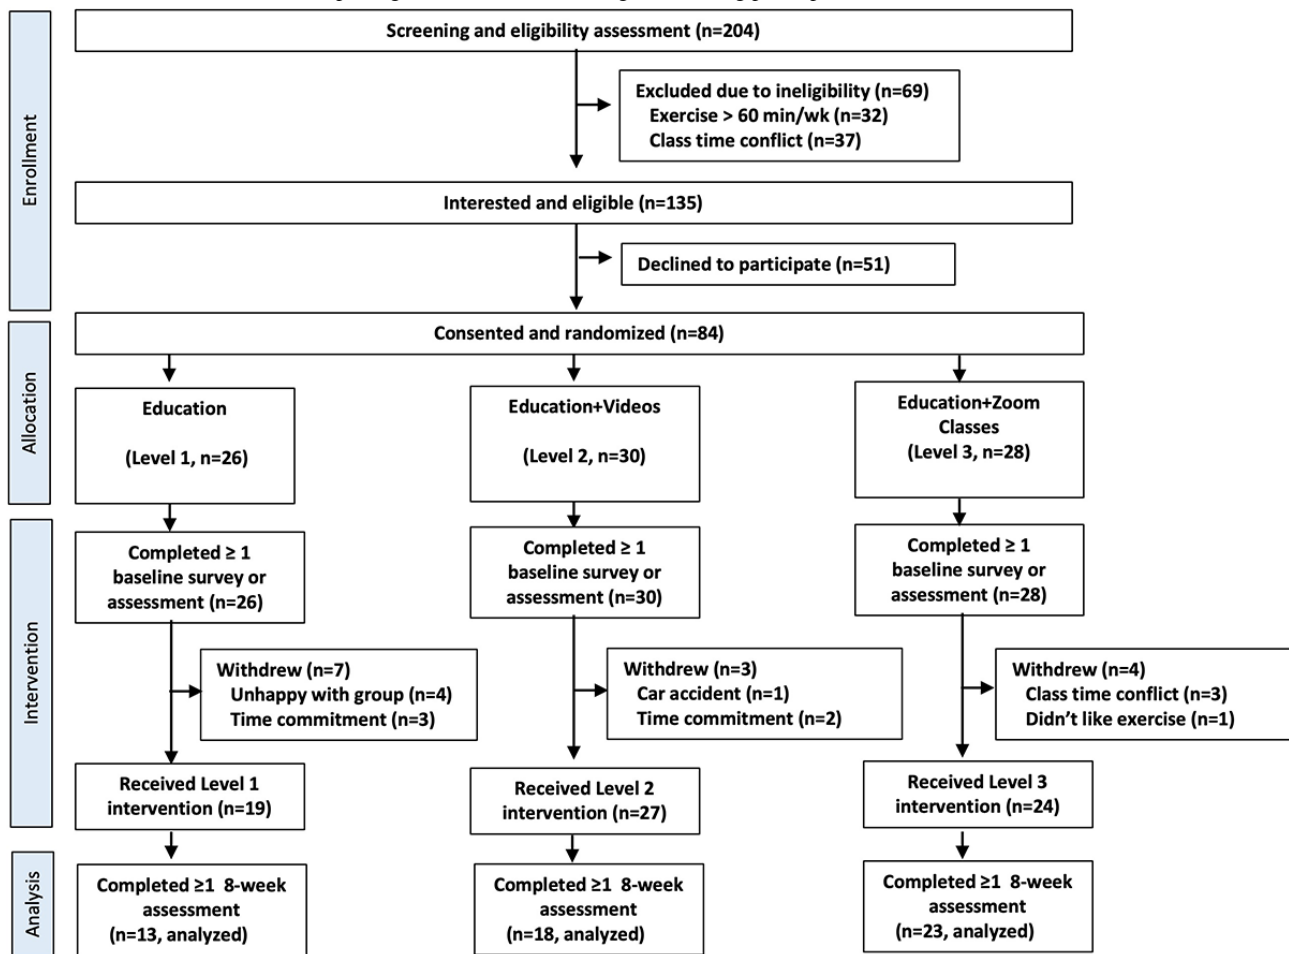 Screening and eligibility assessment (n=204)
Excluded due to ineligibility (n=69)
Exercise > 60 min/wk (n=32)
Class time conflict (n=37)
Enrollment
Interested and eligible (n=135)
Declined to participate (n=51)
Consented and randomized (n=84)
Allocation
Education
(Level 1, n=26)
Education+Videos
(Level 2, n=30)
Education+Zoom
Classes
(Level 3, n=28)
Intervention
Completed ≥ 1
baseline survey or
assessment (n=26)
Completed ≥ 1
baseline survey or
assessment (n=30)
Completed ≥ 1
baseline survey or
assessment (n=28)
Withdrew (n=7)
Unhappy with group (n=4)
Time commitment (n=3)
Withdrew (n=3)
Car accident (n=1)
Time commitment (n=2)
Withdrew (n=4)
Class time conflict (n=3)
Didn’t like exercise (n=1)
Received Level 1
intervention (n=19)
Received Level 2
intervention (n=27)
Received Level 3
intervention (n=24)
Analysis
Completed ≥1 8-week
assessment
(n=13, analyzed)
Completed ≥1 8-week
assessment
(n=18, analyzed)
Completed ≥1 8-week
assessment
(n=23, analyzed)